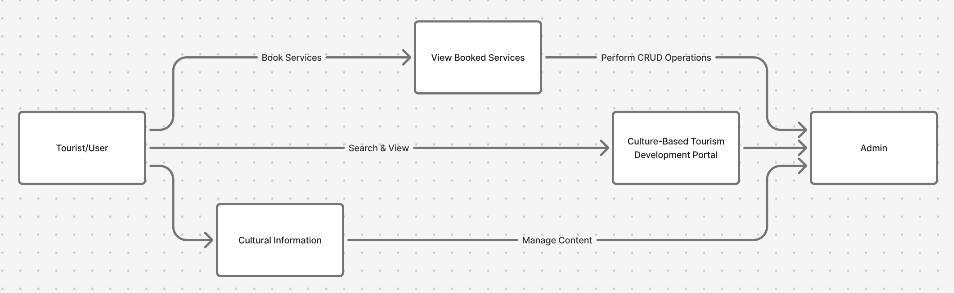 Book Services
View Booked Services
Perform CRUD Operations
Tourist/User
Search & View
Culture-Based Tourism
Development Portal
Admin
Cultural Information
Manage Content